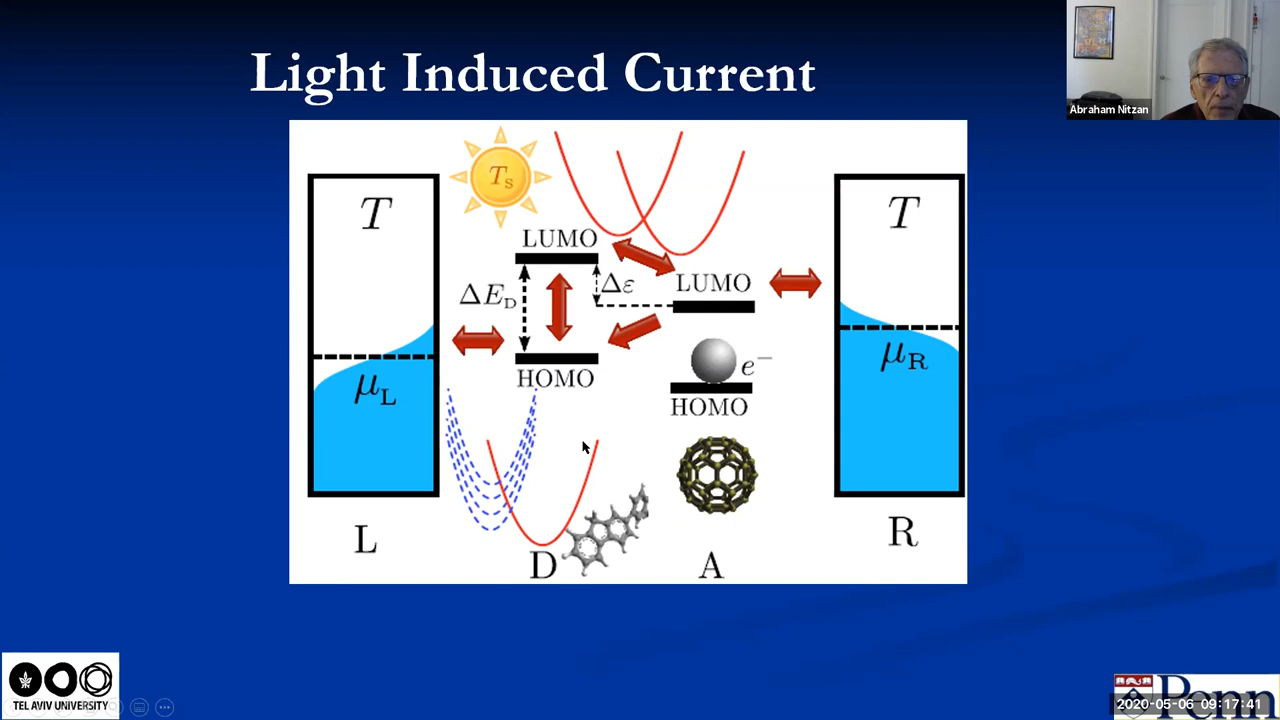 Light Induced Current
Abraham Nitzan
T
T
Ts
LUMO
LUMO
Δε
ΔE_D
HOMO
e⁻
HOMO
μ_L
μ_R
L
D
A
R
TEL AVIV UNIVERSITY
Penn
2020-05-06 09:17:41